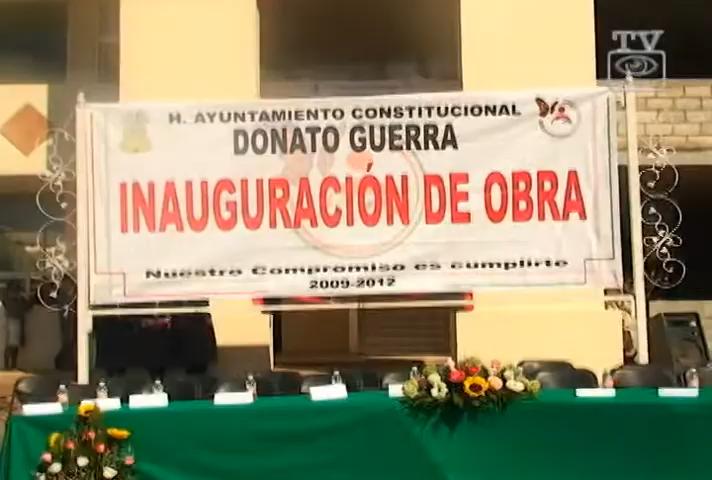 TV
H. AYUNTAMIENTO CONSTITUCIONAL
DONATO GUERRA
INAUGURACIÓN DE OBRA
Nuestro Compromiso es cumplirte
2009-2012